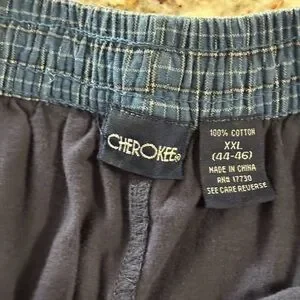 CHEROKEE®
100% COTTON
XXL
(44-46)
MADE IN CHINA
RN# 17730
SEE CARE REVERSE